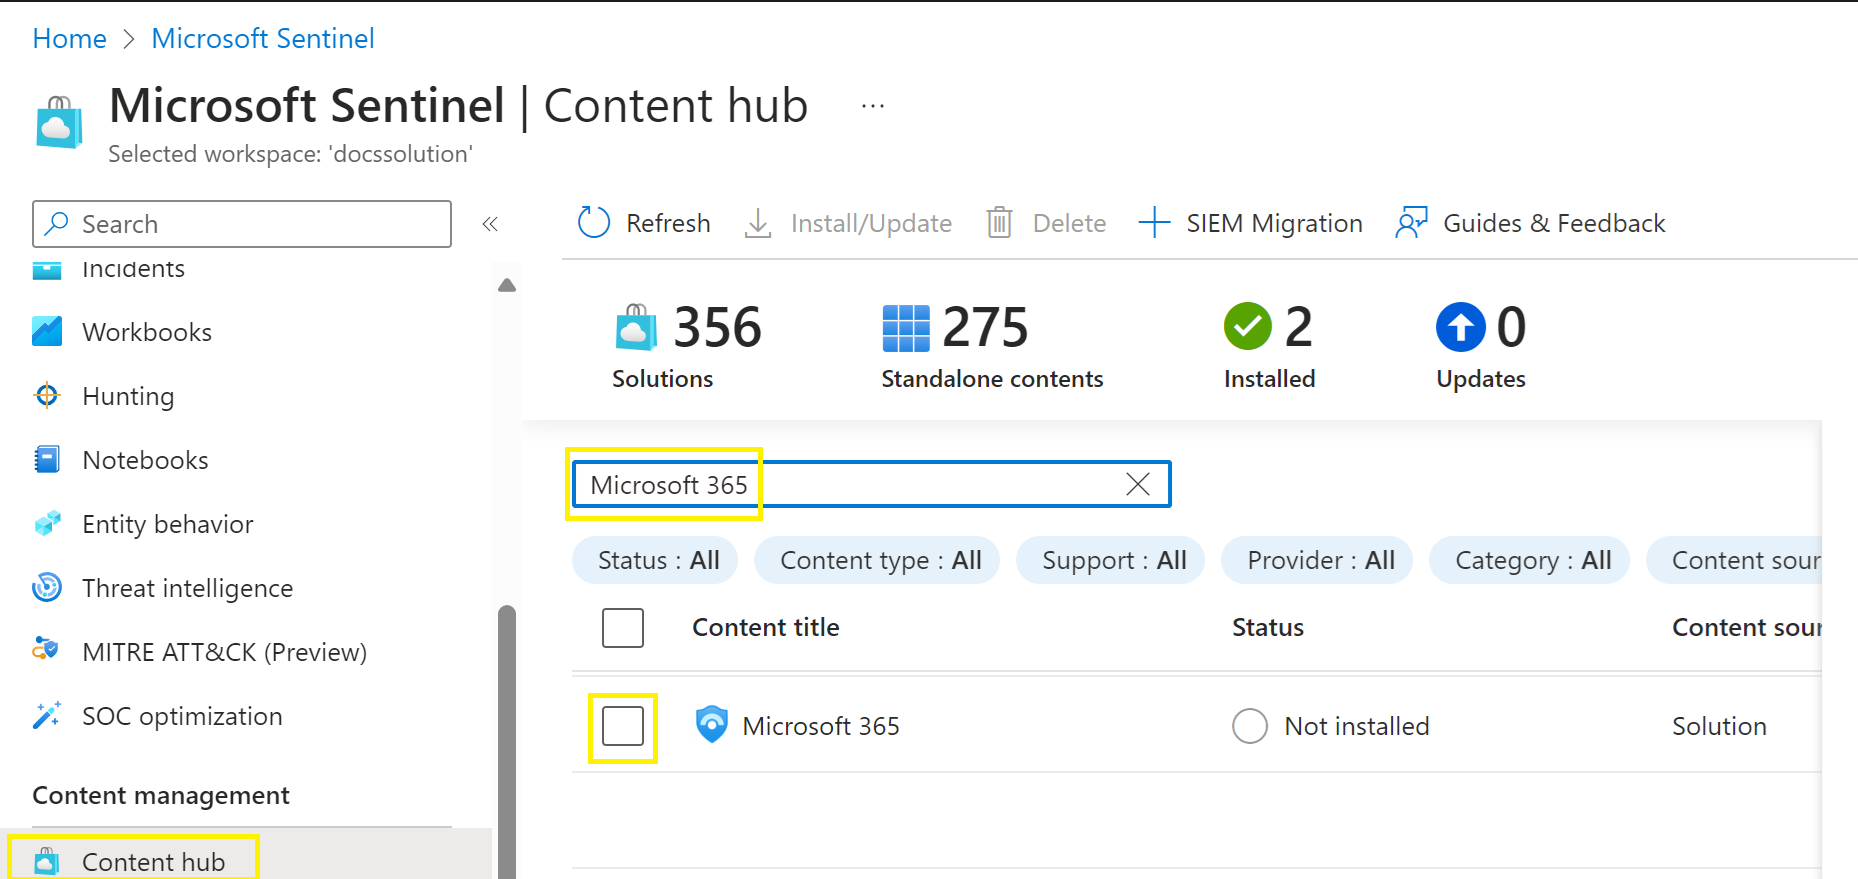 Home > Microsoft Sentinel
Microsoft Sentinel | Content hub ...
Selected workspace: 'docssolution'
Search «
Incidents
Workbooks
Hunting
Notebooks
Entity behavior
Threat intelligence
MITRE ATT&CK (Preview)
SOC optimization
Content management
Content hub
Refresh Install/Update Delete SIEM Migration Guides & Feedback
356 275 2 0
Solutions Standalone contents Installed Updates
Microsoft 365
Status : All Content type : All Support : All Provider : All Category : All Content sour
Content title Status Content sour
Microsoft 365 Not installed Solution